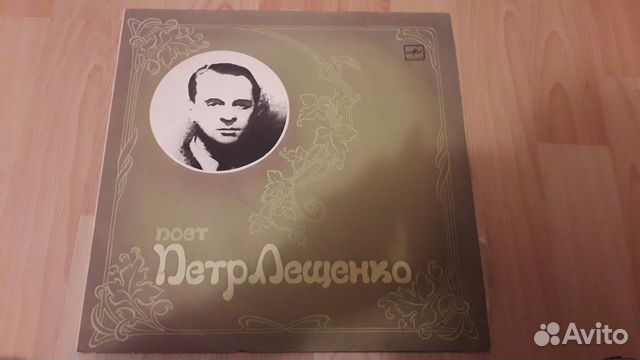 поет
Петр Лещенко
Avito